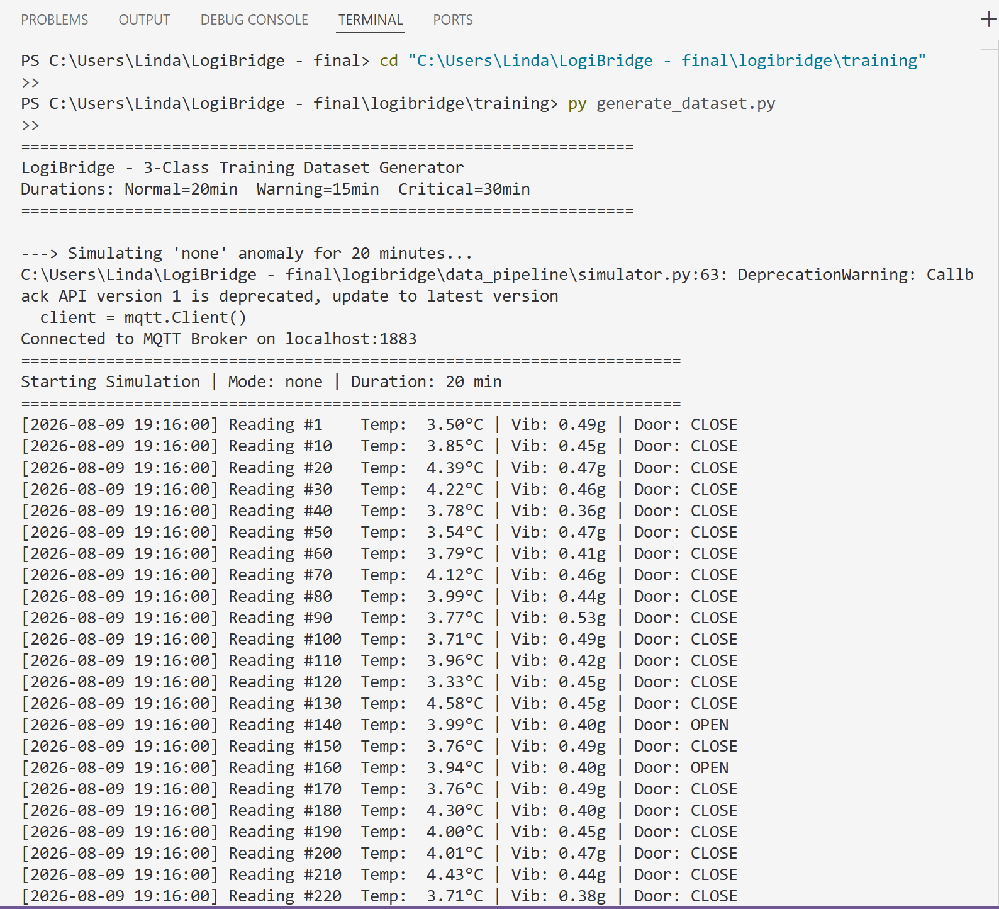 PROBLEMS OUTPUT DEBUG CONSOLE TERMINAL PORTS
PS C:\Users\Linda\LogiBridge - final> cd "C:\Users\Linda\LogiBridge - final\logibridge\training"
>>
PS C:\Users\Linda\LogiBridge - final\logibridge\training> py generate_dataset.py
>>
=================================================================
LogiBridge - 3-Class Training Dataset Generator
Durations: Normal=20min  Warning=15min  Critical=30min
=================================================================
---> Simulating 'none' anomaly for 20 minutes...
C:\Users\Linda\LogiBridge - final\logibridge\data_pipeline\simulator.py:63: DeprecationWarning: Callb
ack API version 1 is deprecated, update to latest version
  client = mqtt.Client()
Connected to MQTT Broker on localhost:1883
======================================================================
Starting Simulation | Mode: none | Duration: 20 min
======================================================================
[2026-08-09 19:16:00] Reading #1    Temp:  3.50°C | Vib: 0.49g | Door: CLOSE
[2026-08-09 19:16:00] Reading #10   Temp:  3.85°C | Vib: 0.45g | Door: CLOSE
[2026-08-09 19:16:00] Reading #20   Temp:  4.39°C | Vib: 0.47g | Door: CLOSE
[2026-08-09 19:16:00] Reading #30   Temp:  4.22°C | Vib: 0.46g | Door: CLOSE
[2026-08-09 19:16:00] Reading #40   Temp:  3.78°C | Vib: 0.36g | Door: CLOSE
[2026-08-09 19:16:00] Reading #50   Temp:  3.54°C | Vib: 0.47g | Door: CLOSE
[2026-08-09 19:16:00] Reading #60   Temp:  3.79°C | Vib: 0.41g | Door: CLOSE
[2026-08-09 19:16:00] Reading #70   Temp:  4.12°C | Vib: 0.46g | Door: CLOSE
[2026-08-09 19:16:00] Reading #80   Temp:  3.99°C | Vib: 0.44g | Door: CLOSE
[2026-08-09 19:16:00] Reading #90   Temp:  3.77°C | Vib: 0.53g | Door: CLOSE
[2026-08-09 19:16:00] Reading #100  Temp:  3.71°C | Vib: 0.49g | Door: CLOSE
[2026-08-09 19:16:00] Reading #110  Temp:  3.96°C | Vib: 0.42g | Door: CLOSE
[2026-08-09 19:16:00] Reading #120  Temp:  3.33°C | Vib: 0.45g | Door: CLOSE
[2026-08-09 19:16:00] Reading #130  Temp:  4.58°C | Vib: 0.45g | Door: CLOSE
[2026-08-09 19:16:00] Reading #140  Temp:  3.99°C | Vib: 0.40g | Door: OPEN
[2026-08-09 19:16:00] Reading #150  Temp:  3.76°C | Vib: 0.49g | Door: CLOSE
[2026-08-09 19:16:00] Reading #160  Temp:  3.94°C | Vib: 0.40g | Door: OPEN
[2026-08-09 19:16:00] Reading #170  Temp:  3.76°C | Vib: 0.49g | Door: CLOSE
[2026-08-09 19:16:00] Reading #180  Temp:  4.30°C | Vib: 0.40g | Door: CLOSE
[2026-08-09 19:16:00] Reading #190  Temp:  4.00°C | Vib: 0.45g | Door: CLOSE
[2026-08-09 19:16:00] Reading #200  Temp:  4.01°C | Vib: 0.47g | Door: CLOSE
[2026-08-09 19:16:00] Reading #210  Temp:  4.43°C | Vib: 0.44g | Door: CLOSE
[2026-08-09 19:16:00] Reading #220  Temp:  3.71°C | Vib: 0.38g | Door: CLOSE